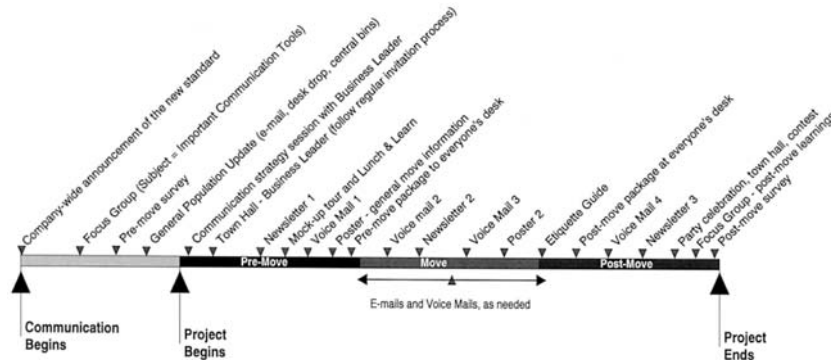 Company-wide announcement of the new standard
Focus Group (Subject = Important Communication Tools)
Pre-move survey
General Population Update (e-mail, desk drop, central bins)
Communication strategy session with Business Leader
Town Hall - Business Leader (follow regular invitation process)
Newsletter 1
Mock-up tour and Lunch & Learn
Voice Mail 1
Poster - general move information
Pre-move package to everyone's desk
Voice mail 2
Newsletter 2
Voice Mail 3
Poster 2
Etiquette Guide
Post-move package at everyone's desk
Voice Mail 4
Newsletter 3
Party celebration, town hall, contest
Focus Group - post-move learnings
Post-move survey
Pre-Move
Move
Post-Move
E-mails and Voice Mails, as needed
Communication
Begins
Project
Begins
Project
Ends